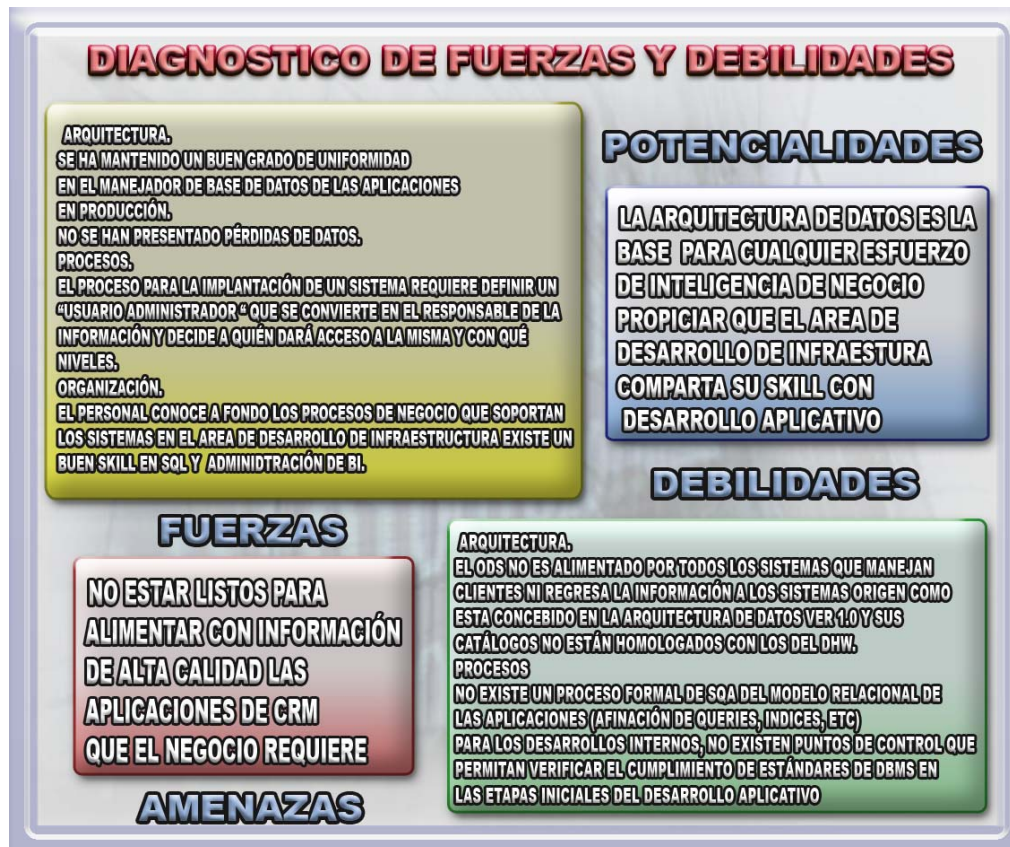 DIAGNOSTICO DE FUERZAS Y DEBILIDADES
ARQUITECTURA.
SE HA MANTENIDO UN BUEN GRADO DE UNIFORMIDAD
EN EL MANEJADOR DE BASE DE DATOS DE LAS APLICACIONES
EN PRODUCCIÓN.
NO SE HAN PRESENTADO PÉRDIDAS DE DATOS.
PROCESOS.
EL PROCESO PARA LA IMPLANTACIÓN DE UN SISTEMA REQUIERE DEFINIR UN
“USUARIO ADMINISTRADOR “ QUE SE CONVIERTE EN EL RESPONSABLE DE LA
INFORMACIÓN Y DECIDE A QUIÉN DARÁ ACCESO A LA MISMA Y CON QUÉ
NIVELES.
ORGANIZACIÓN.
EL PERSONAL CONOCE A FONDO LOS PROCESOS DE NEGOCIO QUE SOPORTAN
LOS SISTEMAS EN EL AREA DE DESARROLLO DE INFRAESTRUCTURA EXISTE UN
BUEN SKILL EN SQL Y ADMINIDTRACIÓN DE BI.
FUERZAS
POTENCIALIDADES
LA ARQUITECTURA DE DATOS ES LA
BASE PARA CUALQUIER ESFUERZO
DE INTELIGENCIA DE NEGOCIO
PROPICIAR QUE EL AREA DE
DESARROLLO DE INFRAESTURA
COMPARTA SU SKILL CON
DESARROLLO APLICATIVO
DEBILIDADES
NO ESTAR LISTOS PARA
ALIMENTAR CON INFORMACIÓN
DE ALTA CALIDAD LAS
APLICACIONES DE CRM
QUE EL NEGOCIO REQUIERE
AMENAZAS
ARQUITECTURA.
EL ODS NO ES ALIMENTADO POR TODOS LOS SISTEMAS QUE MANEJAN
CLIENTES NI REGRESA LA INFORMACIÓN A LOS SISTEMAS ORIGEN COMO
ESTA CONCEBIDO EN LA ARQUITECTURA DE DATOS VER 1.0 Y SUS
CATÁLOGOS NO ESTÁN HOMOLOGADOS CON LOS DEL DHW.
PROCESOS
NO EXISTE UN PROCESO FORMAL DE SQA DEL MODELO RELACIONAL DE
LAS APLICACIONES (AFINACIÓN DE QUERIES, INDICES, ETC)
PARA LOS DESARROLLOS INTERNOS, NO EXISTEN PUNTOS DE CONTROL QUE
PERMITAN VERIFICAR EL CUMPLIMIENTO DE ESTÁNDARES DE DBMS EN
LAS ETAPAS INICIALES DEL DESARROLLO APLICATIVO